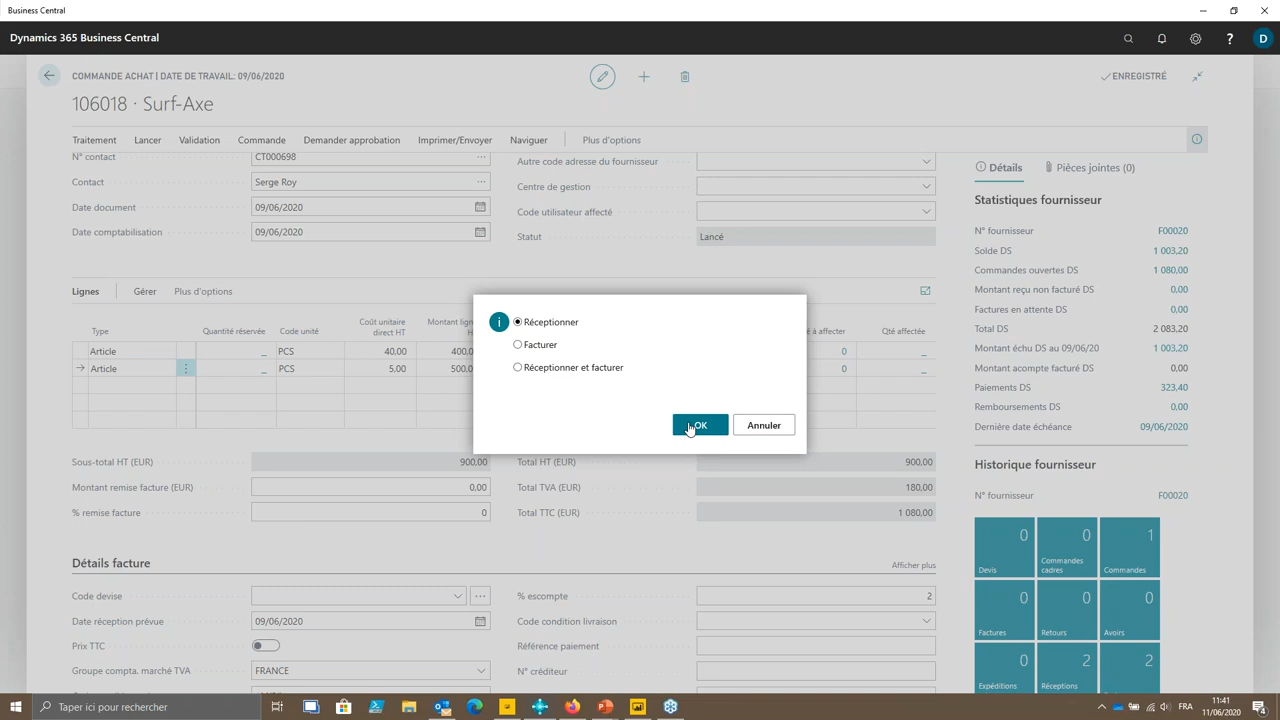 Business Central
Dynamics 365 Business Central
D
COMMANDE ACHAT | DATE DE TRAVAIL: 09/06/2020
ENREGISTRÉ
106018 · Surf-Axe
Traitement
Lancer
Validation
Commande
Demander approbation
Imprimer/Envoyer
Naviguer
Plus d'options
N° contact
CT000698
Contact
Serge Roy
Date document
09/06/2020
Date comptabilisation
09/06/2020
Autre code adresse du fournisseur
Centre de gestion
Code utilisateur affecté
Statut
Lancé
Lignes
Gérer
Plus d'options
Type
Quantité réservée
Code unité
Coût unitaire
direct HT
Montant lign
H
é à affecter
Qté affectée
Article _ PCS 40,00 400, 0 _
Article _ PCS 5,00 500, 0 _
Réceptionner
Facturer
Réceptionner et facturer
OK
Annuler
Sous-total HT (EUR)
900,00
Montant remise facture (EUR)
0,00
% remise facture
0
Total HT (EUR)
900,00
Total TVA (EUR)
180,00
Total TTC (EUR)
1 080,00
Détails facture
Afficher plus
Code devise
Date réception prévue
09/06/2020
Prix TTC
Groupe compta. marché TVA
FRANCE
% escompte
2
Code condition livraison
Référence paiement
N° créditeur
Détails
Pièces jointes (0)
Statistiques fournisseur
N° fournisseur
F00020
Solde DS
1 003,20
Commandes ouvertes DS
1 080,00
Montant reçu non facturé DS
0,00
Factures en attente DS
0,00
Total DS
2 083,20
Montant échu DS au 09/06/20
1 003,20
Montant acompte facturé DS
0,00
Paiements DS
323,40
Remboursements DS
0,00
Dernière date échéance
09/06/2020
Historique fournisseur
N° fournisseur
F00020
0
Devis
0
Commandes
cadres
1
Commandes
0
Factures
0
Retours
0
Avoirs
0
Expéditions
2
Réceptions
2
Taper ici pour rechercher
FRA
11:41
11/06/2020
4